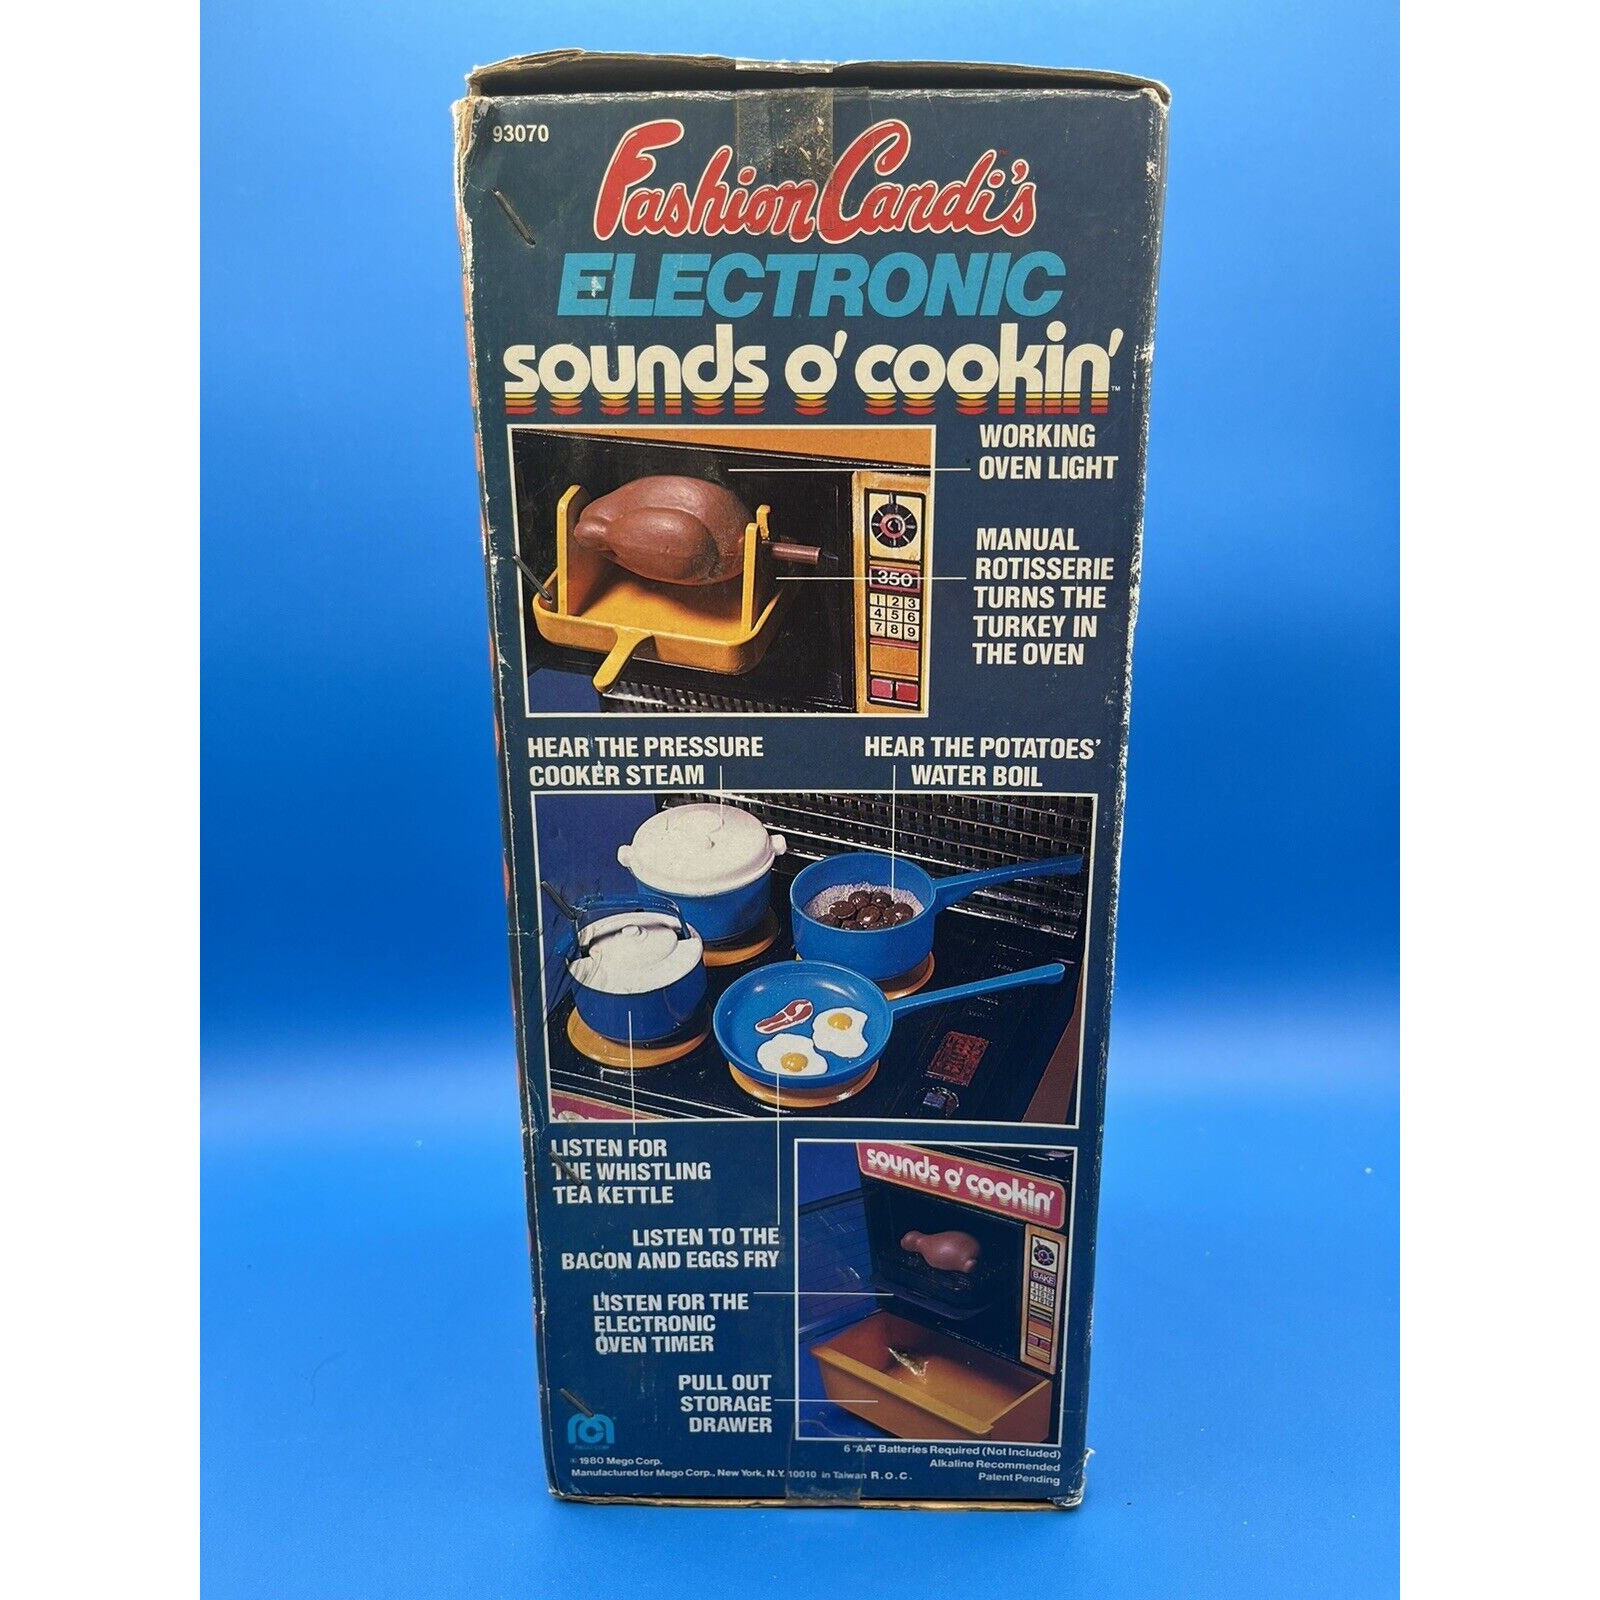 93070
Fashion Candi's
ELECTRONIC
sounds o' cookin'™
WORKING
OVEN LIGHT
MANUAL
ROTISSERIE
TURNS THE
TURKEY IN
THE OVEN
350
1 2 3
4 5 6
7 8 9
HEAR THE PRESSURE
COOKER STEAM
HEAR THE POTATOES'
WATER BOIL
LISTEN FOR
THE WHISTLING
TEA KETTLE
LISTEN TO THE
BACON AND EGGS FRY
LISTEN FOR THE
ELECTRONIC
OVEN TIMER
PULL OUT
STORAGE
DRAWER
sounds o' cookin'
BAKE
MEGO CORP
© 1980 Mego Corp.
Manufactured for Mego Corp., New York, N.Y. 10010 in Taiwan R.O.C.
6 "AA" Batteries Required (Not Included)
Alkaline Recommended
Patent Pending